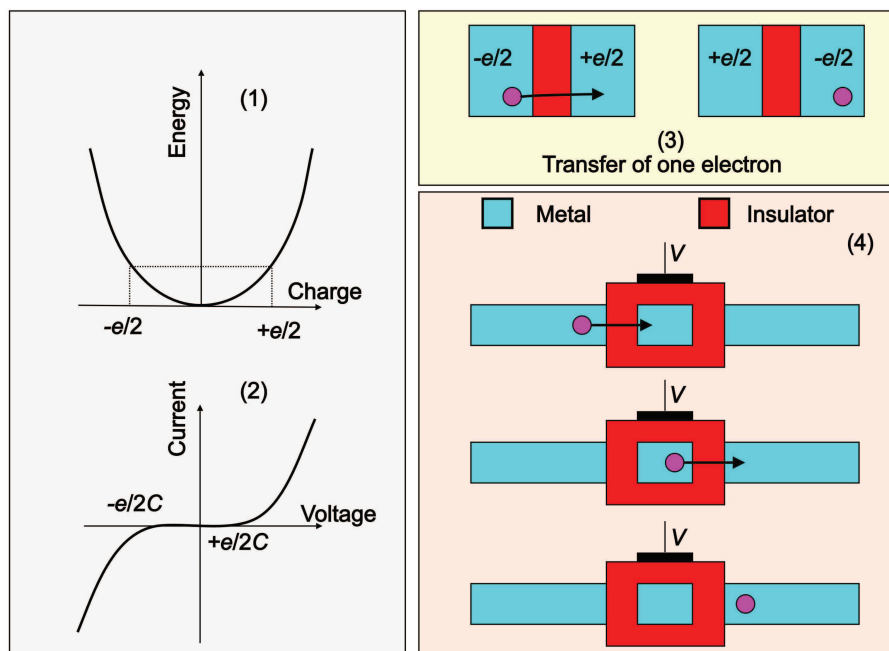 (1)
Energy
Charge
-e/2
+e/2
(2)
Current
-e/2C
Voltage
+e/2C
-e/2
+e/2
+e/2
-e/2
(3)
Transfer of one electron
Metal
Insulator
(4)
V
V
V